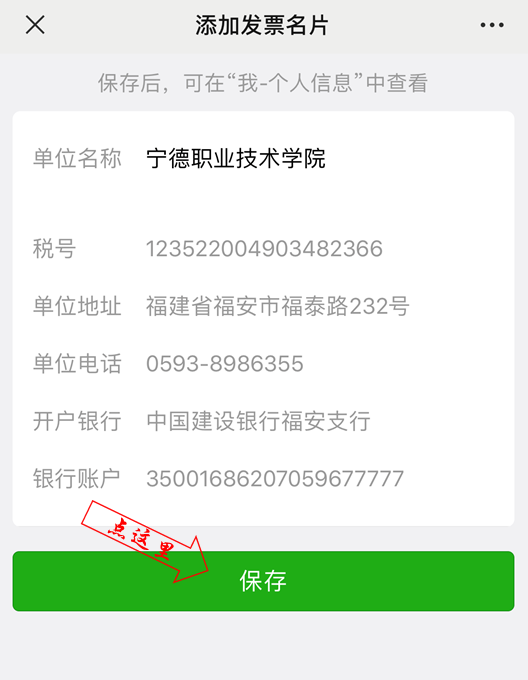 添加发票名片
保存后，可在“我-个人信息”中查看
单位名称 宁德职业技术学院
税号 123522004903482366
单位地址 福建省福安市福泰路232号
单位电话 0593-8986355
开户银行 中国建设银行福安支行
银行账户 35001686207059677777
点这里
保存